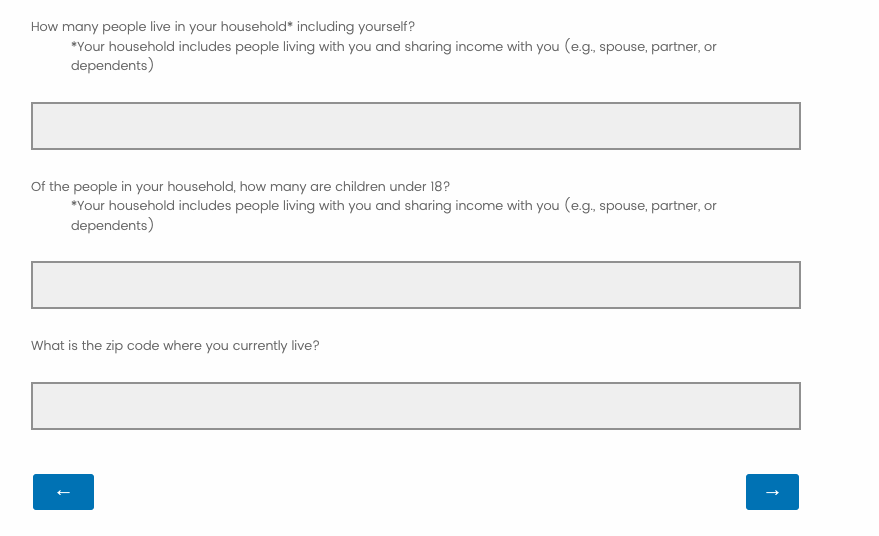 How many people live in your household* including yourself?
*Your household includes people living with you and sharing income with you (e.g., spouse, partner, or
dependents)
Of the people in your household, how many are children under 18?
*Your household includes people living with you and sharing income with you (e.g., spouse, partner, or
dependents)
What is the zip code where you currently live?
← →